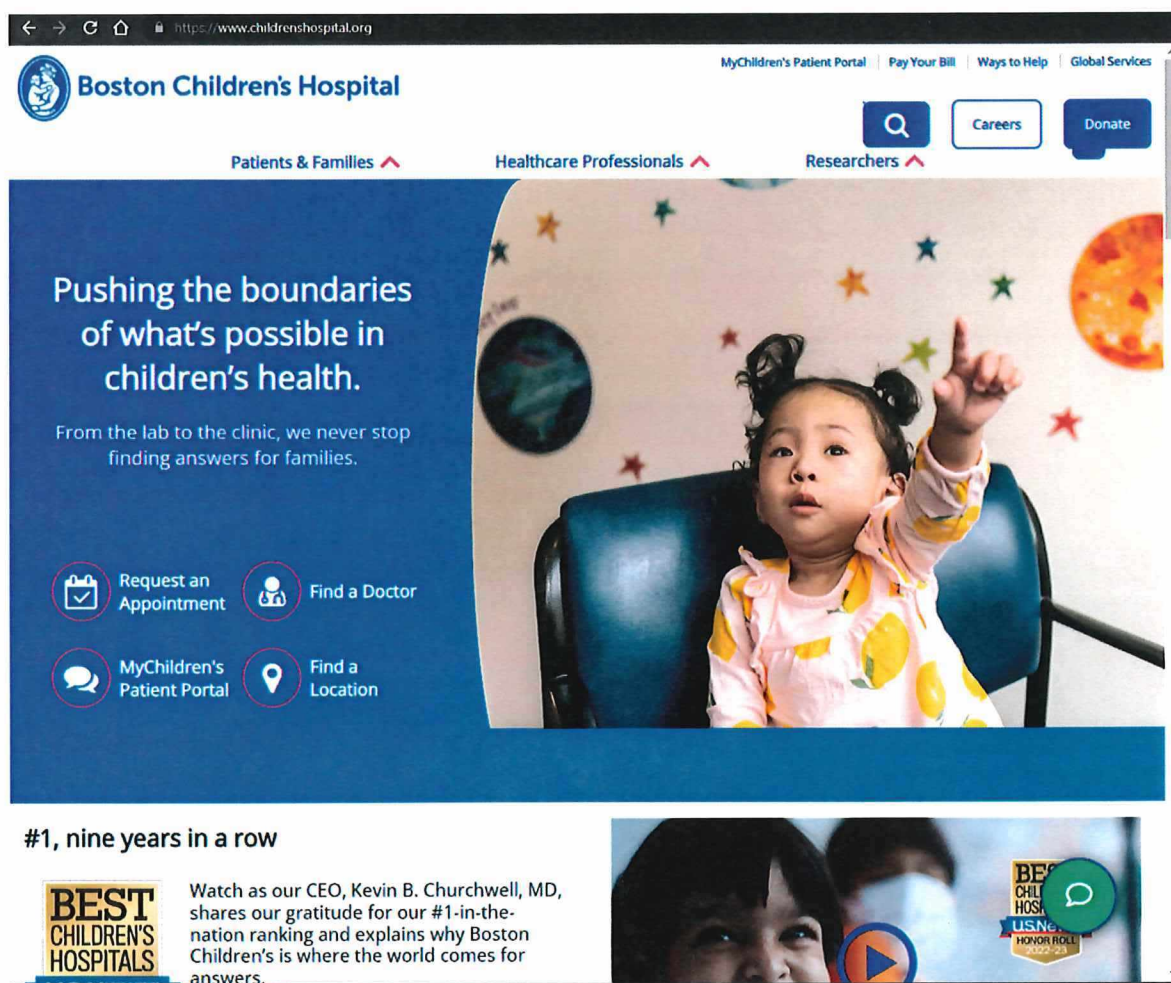 https://www.childrenshospital.org
Boston Children's Hospital
MyChildren's Patient Portal
Pay Your Bill
Ways to Help
Global Services
Careers
Donate
Patients & Families
Healthcare Professionals
Researchers
Pushing the boundaries
of what's possible in
children's health.
From the lab to the clinic, we never stop
finding answers for families.
Request an
Appointment
Find a Doctor
MyChildren's
Patient Portal
Find a
Location
#1, nine years in a row
BEST
CHILDREN'S
HOSPITALS
Watch as our CEO, Kevin B. Churchwell, MD,
shares our gratitude for our #1-in-the-
nation ranking and explains why Boston
Children's is where the world comes for
answers.
HONOR ROLL
2022-23